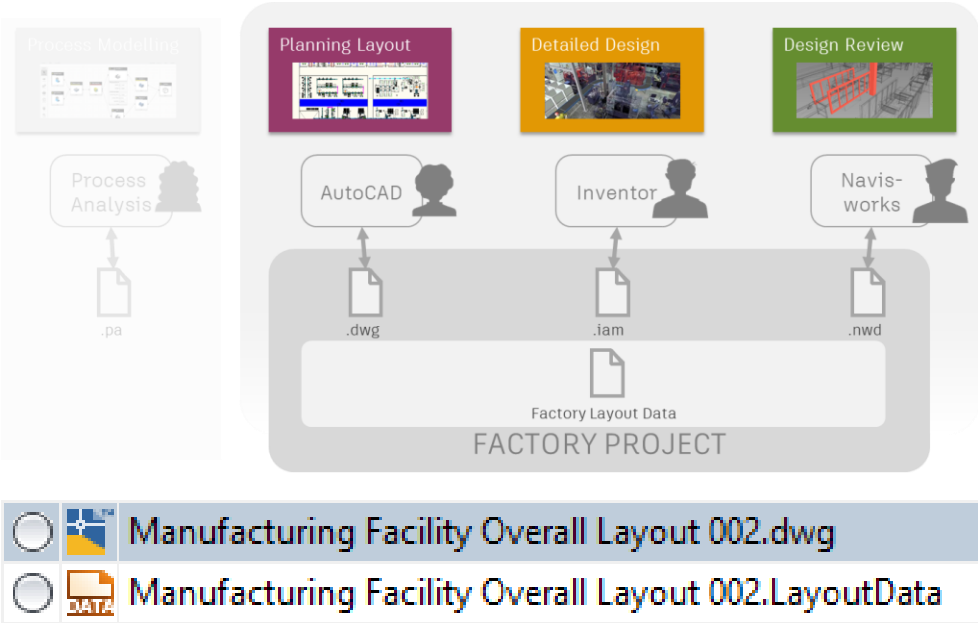 Process Modelling
Planning Layout
Detailed Design
Design Review
Process
Analysis
AutoCAD
Inventor
Navis-
works
.pa
.dwg
.iam
.nwd
Factory Layout Data
FACTORY PROJECT
Manufacturing Facility Overall Layout 002.dwg
DATA
Manufacturing Facility Overall Layout 002.LayoutData